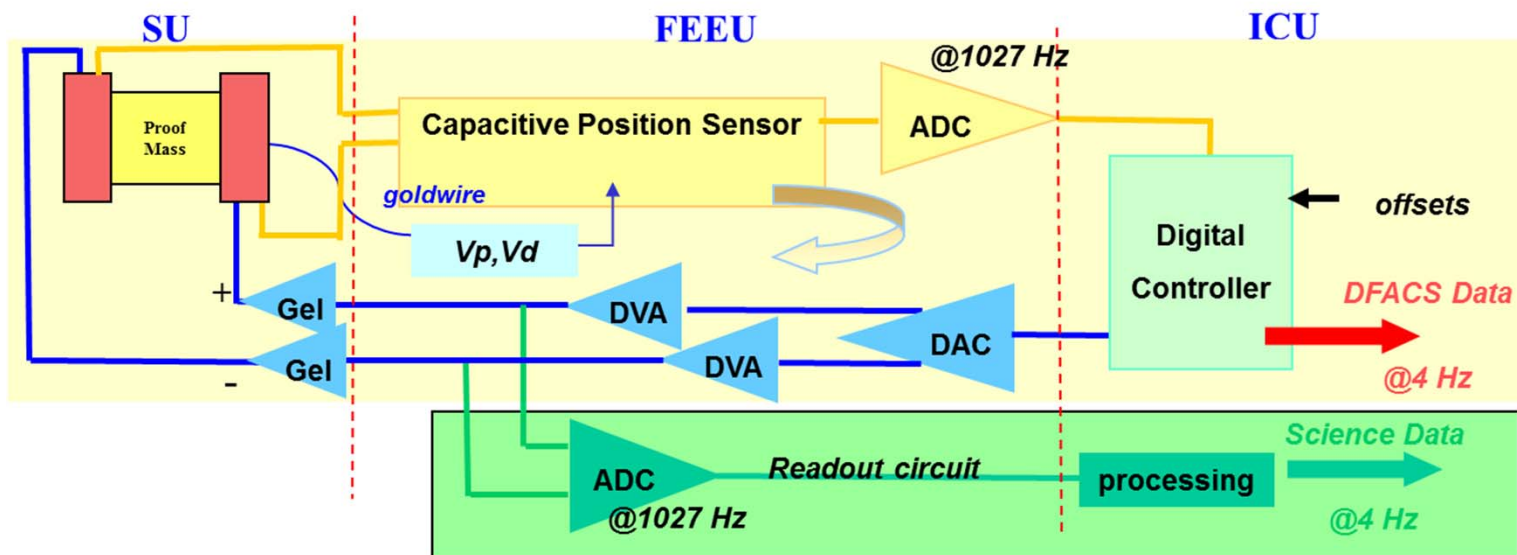 SU
FEEU
ICU
@1027 Hz
Proof
Mass
Capacitive Position Sensor
ADC
goldwire
Vp,Vd
offsets
Digital
Controller
DFACS Data
@4 Hz
+
Gel
DVA
DAC
-
Gel
DVA
Science Data
ADC
@1027 Hz
Readout circuit
processing
@4 Hz